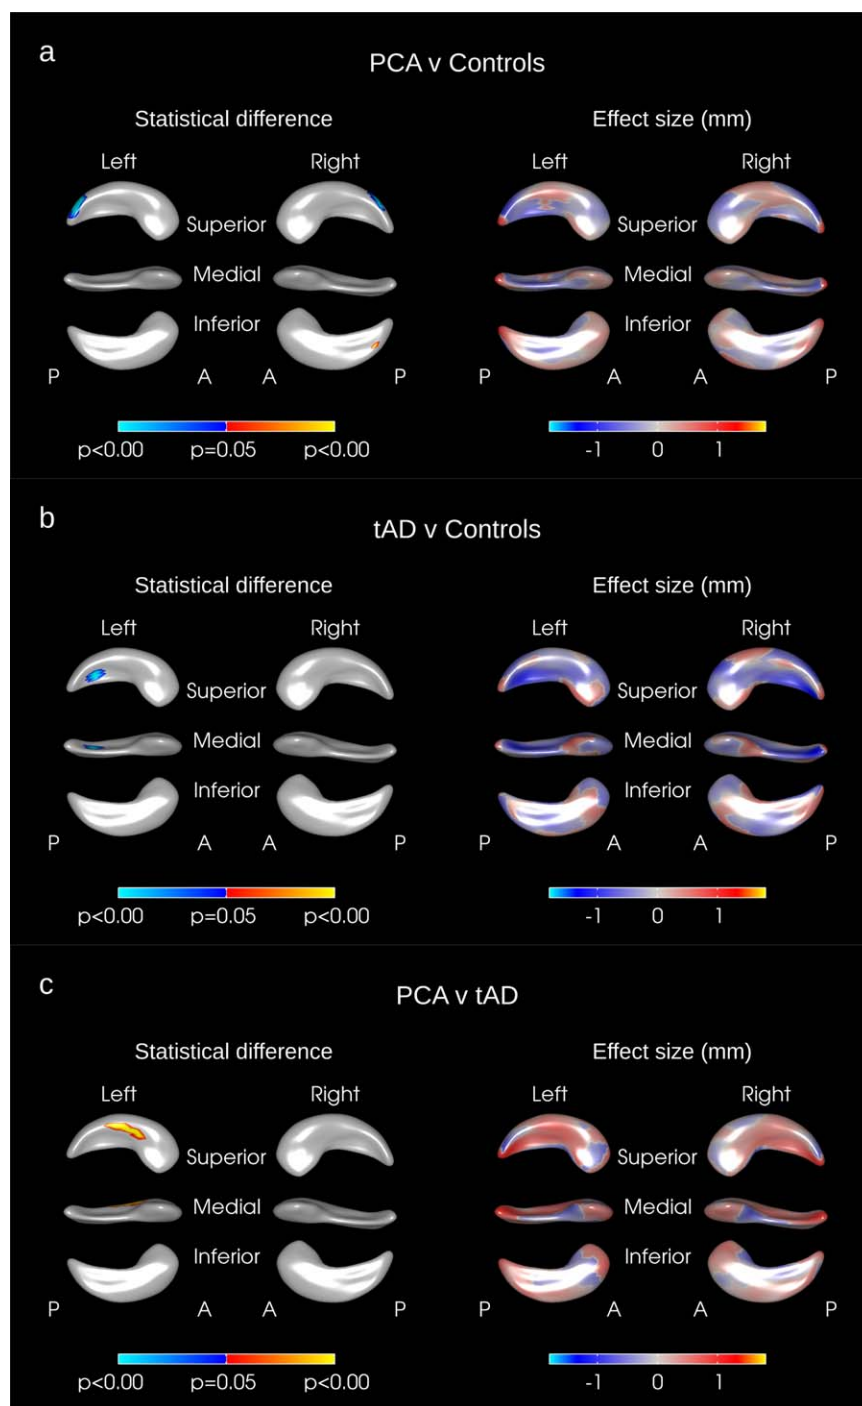 a
PCA v Controls
Statistical difference
Effect size (mm)
Left
Right
Left
Right
Superior
Superior
Medial
Medial
Inferior
Inferior
P A A P
P A A P
p<0.00 p=0.05 p<0.00
-1 0 1
b
tAD v Controls
Statistical difference
Effect size (mm)
Left
Right
Left
Right
Superior
Superior
Medial
Medial
Inferior
Inferior
P A A P
P A A P
p<0.00 p=0.05 p<0.00
-1 0 1
c
PCA v tAD
Statistical difference
Effect size (mm)
Left
Right
Left
Right
Superior
Superior
Medial
Medial
Inferior
Inferior
P A A P
P A A P
p<0.00 p=0.05 p<0.00
-1 0 1